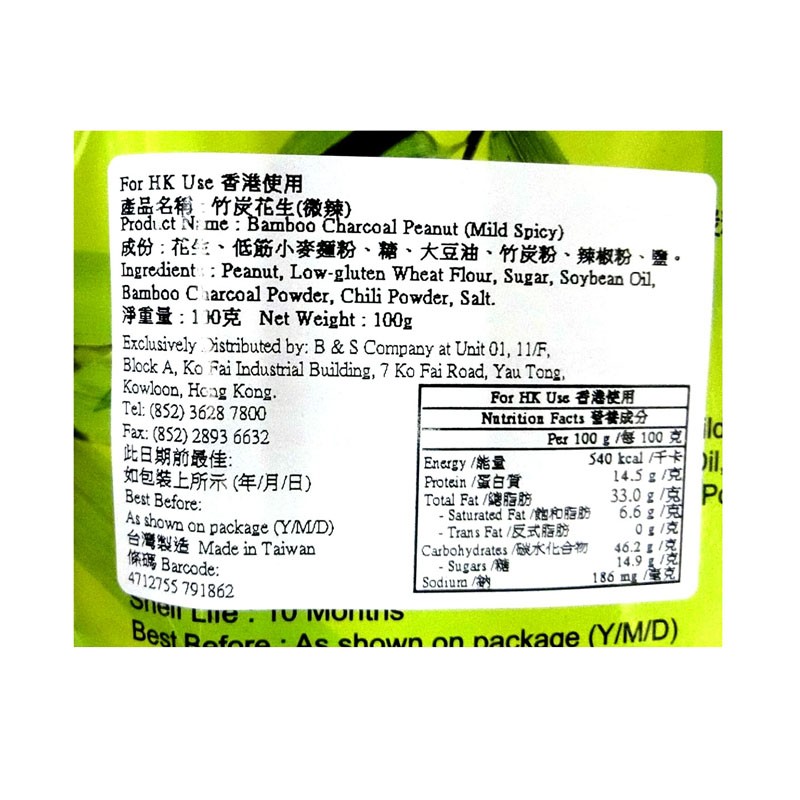 For HK Use 香港使用
產品名稱：竹炭花生(微辣)
Product Name : Bamboo Charcoal Peanut (Mild Spicy)
成份：花生、低筋小麥麵粉、糖、大豆油、竹炭粉、辣椒粉、鹽。
Ingredient : Peanut, Low-gluten Wheat Flour, Sugar, Soybean Oil,
Bamboo Charcoal Powder, Chili Powder, Salt.
淨重量：100克 Net Weight : 100g
Exclusively Distributed by: B & S Company at Unit 01, 11/F,
Block A, Ko Fai Industrial Building, 7 Ko Fai Road, Yau Tong,
Kowloon, Hong Kong.
Tel: (852) 3628 7800
Fax: (852) 2893 6632
此日期前最佳:
如包裝上所示 (年/月/日)
Best Before:
As shown on package (Y/M/D)
台灣製造 Made in Taiwan
條碼 Barcode:
4712755 791862
For HK Use 香港使用
Nutrition Facts 營養成分
Per 100 g /每 100 克
Energy /能量 540 kcal /千卡
Protein /蛋白質 14.5 g /克
Total Fat /總脂肪 33.0 g /克
- Saturated Fat /飽和脂肪 6.6 g /克
- Trans Fat /反式脂肪 0 g /克
Carbohydrates /碳水化合物 46.2 g /克
- Sugars /糖 14.9 g /克
Sodium /鈉 186 mg /毫克
Shelf Life : 10 Months
Best Before : As shown on package (Y/M/D)